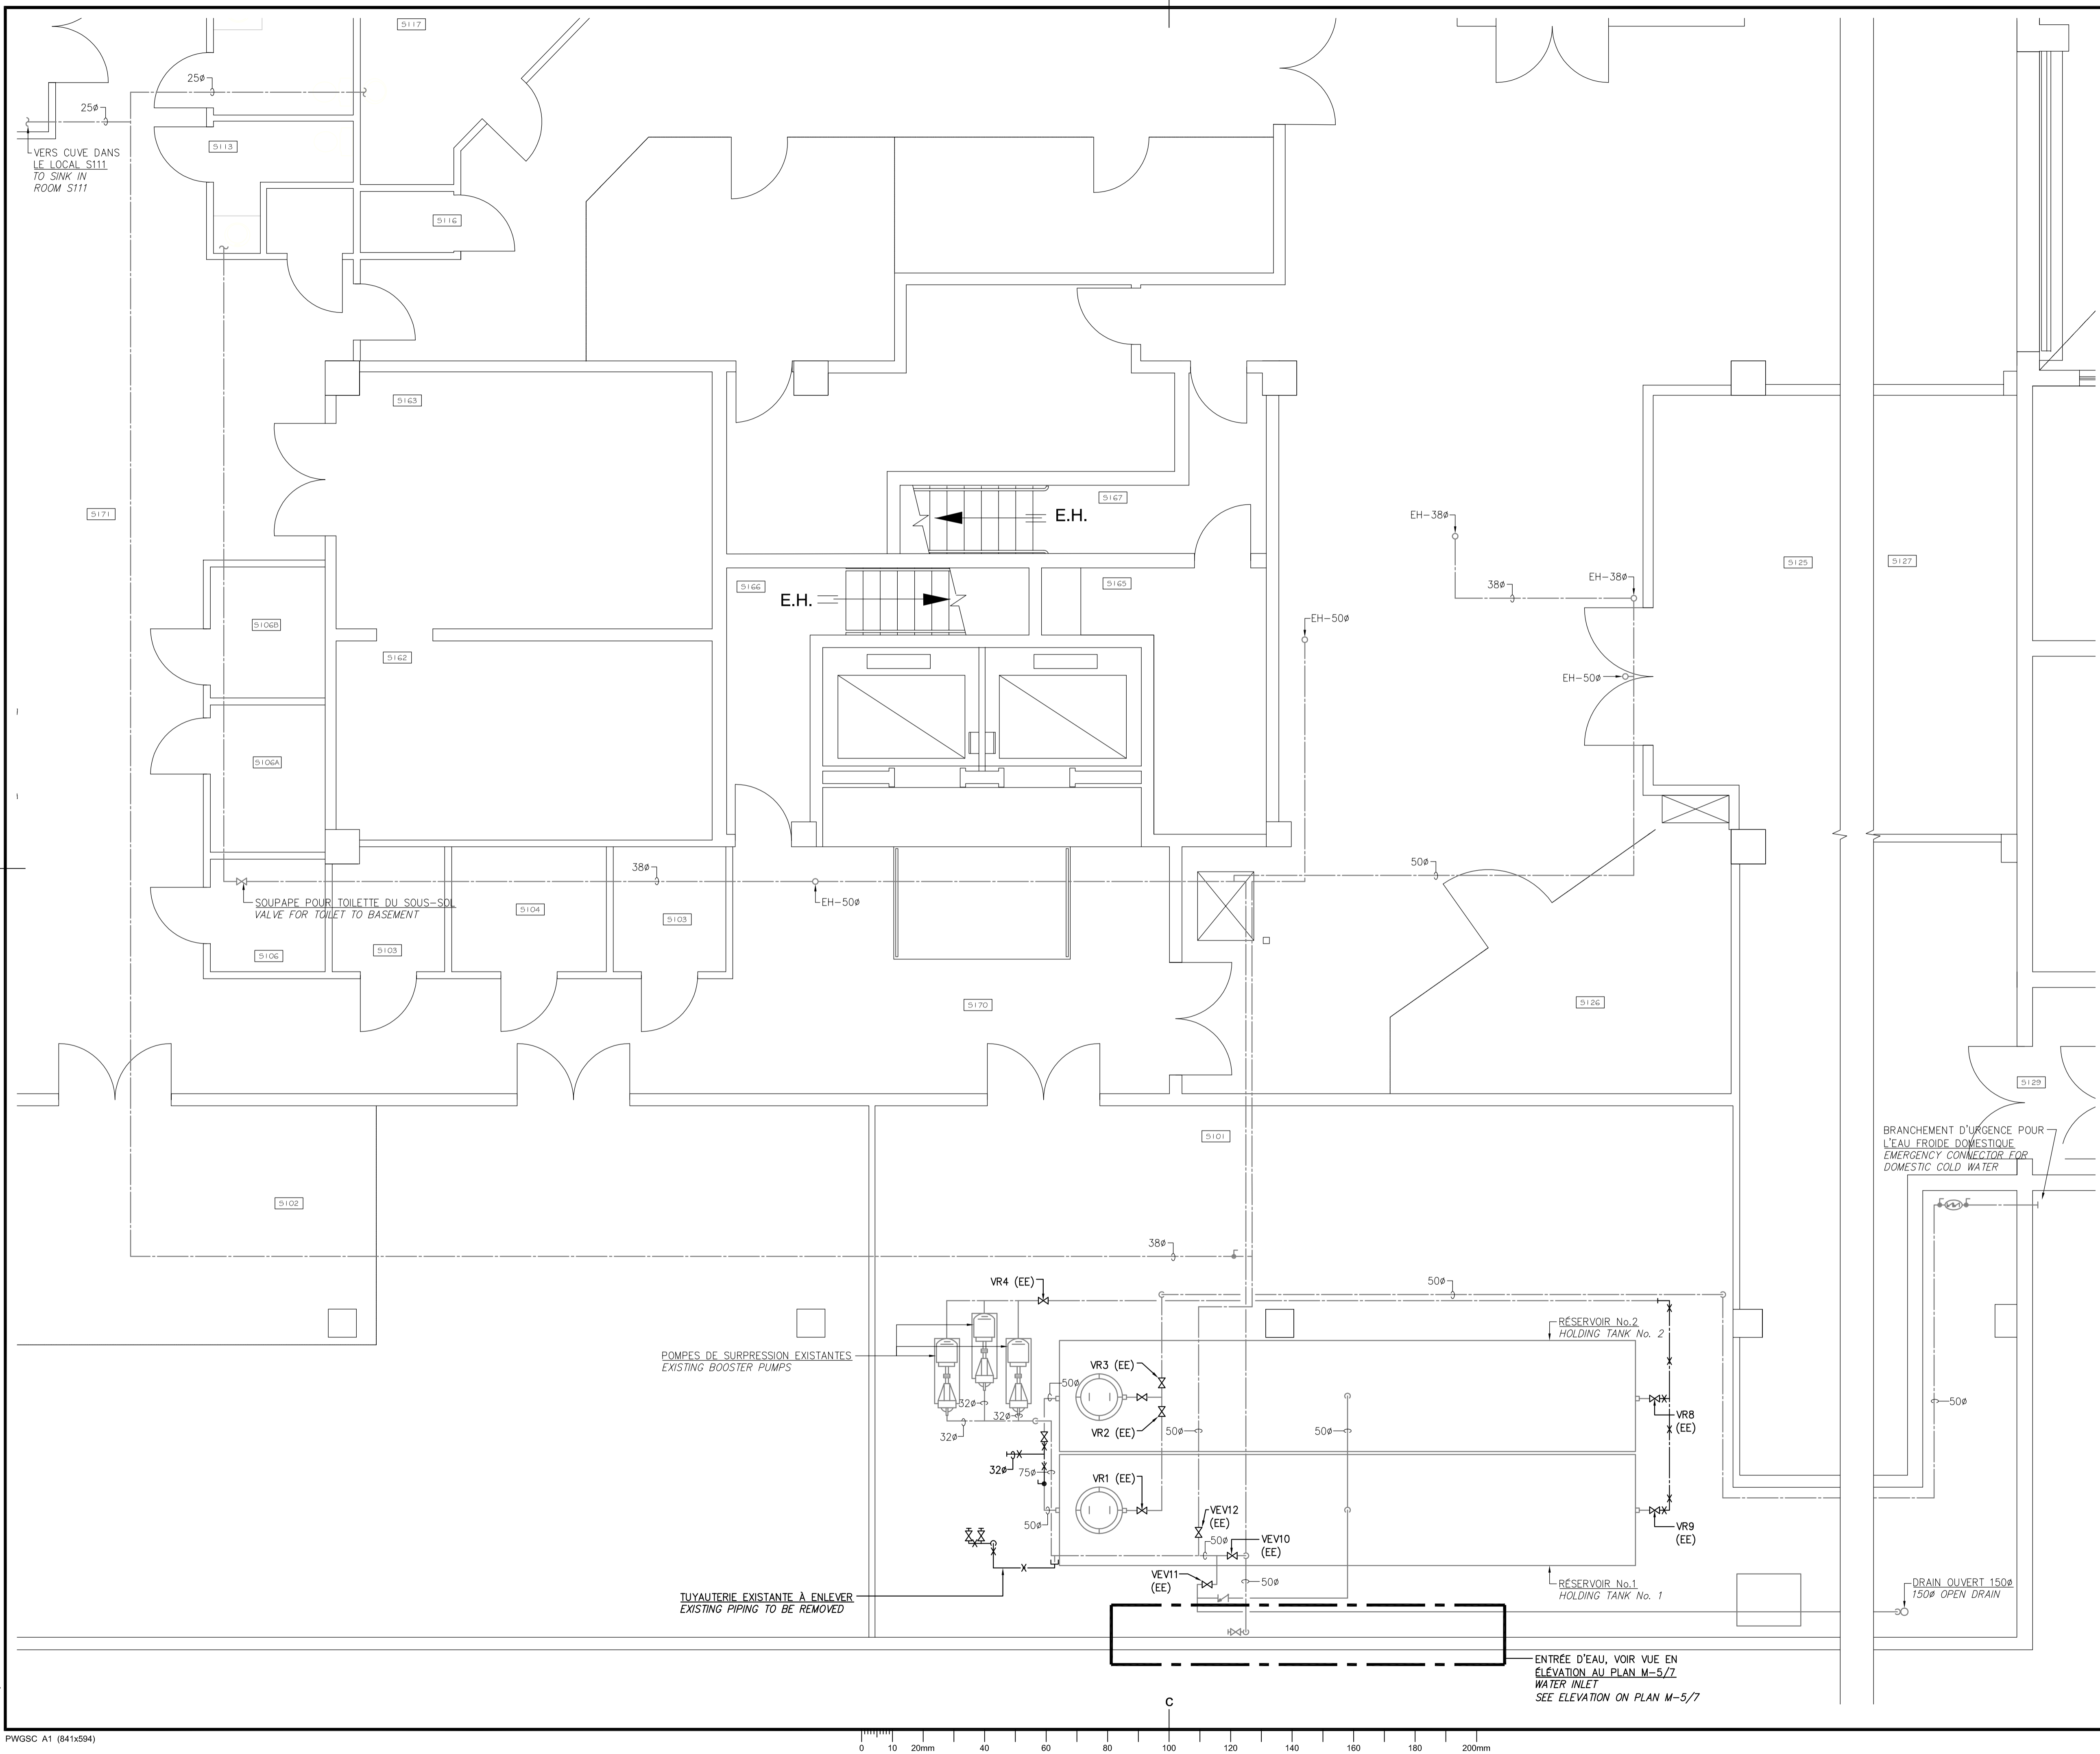 S117
25ø
25ø
VERS CUVE DANS
LE LOCAL S111
TO SINK IN
ROOM S111
S113
S116
S163
S171
S167
E.H.
EH-38ø
S125
S127
S166
E.H.
S165
38ø
EH-38ø
EH-50ø
S106B
S162
EH-50ø
S106A
38ø
50ø
SOUPAPE POUR TOILETTE DU SOUS-SOL
VALVE FOR TOILET TO BASEMENT
EH-50ø
S104
S103
S106
S103
S170
S126
S129
BRANCHEMENT D'URGENCE POUR
L'EAU FROIDE DOMESTIQUE
EMERGENCY CONNECTOR FOR
DOMESTIC COLD WATER
S101
S102
38ø
VR4 (EE)
50ø
RÉSERVOIR No.2
HOLDING TANK No. 2
POMPES DE SURPRESSION EXISTANTES
EXISTING BOOSTER PUMPS
VR3 (EE)
50ø
32ø
32ø
32ø
VR2 (EE)
50ø
50ø
VR8
(EE)
50ø
32ø
75ø
VR1 (EE)
50ø
VEV12
(EE)
50ø
VEV10
(EE)
VR9
(EE)
VEV11
(EE)
50ø
TUYAUTERIE EXISTANTE À ENLEVER
EXISTING PIPING TO BE REMOVED
RÉSERVOIR No.1
HOLDING TANK No. 1
DRAIN OUVERT 150ø
150ø OPEN DRAIN
ENTRÉE D'EAU, VOIR VUE EN
ÉLÉVATION AU PLAN M-5/7
WATER INLET
SEE ELEVATION ON PLAN M-5/7
C
PWGSC A1 (841x594)
0 10 20mm 40 60 80 100 120 140 160 180 200mm